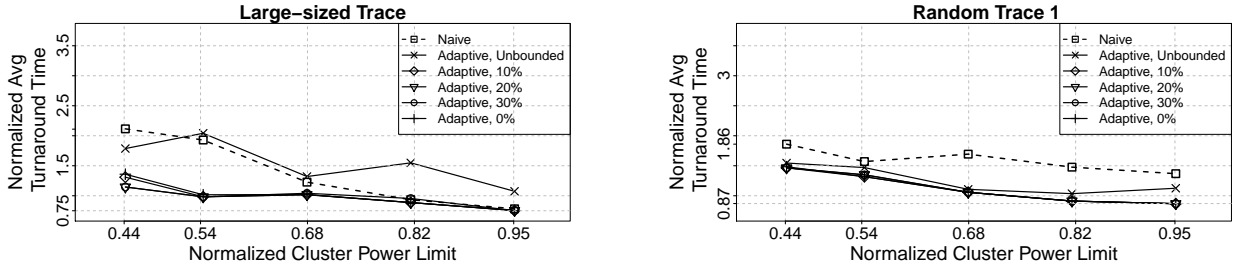 Large-sized Trace
Normalized Avg
Turnaround Time
3.5
2.5
1.5
0.75
Naive
Adaptive, Unbounded
Adaptive, 10%
Adaptive, 20%
Adaptive, 30%
Adaptive, 0%
0.44 0.54 0.68 0.82 0.95
Normalized Cluster Power Limit
Random Trace 1
Normalized Avg
Turnaround Time
3
1.86
1.86
0.87
Naive
Adaptive, Unbounded
Adaptive, 10%
Adaptive, 20%
Adaptive, 30%
Adaptive, 0%
0.44 0.54 0.68 0.82 0.95
Normalized Cluster Power Limit